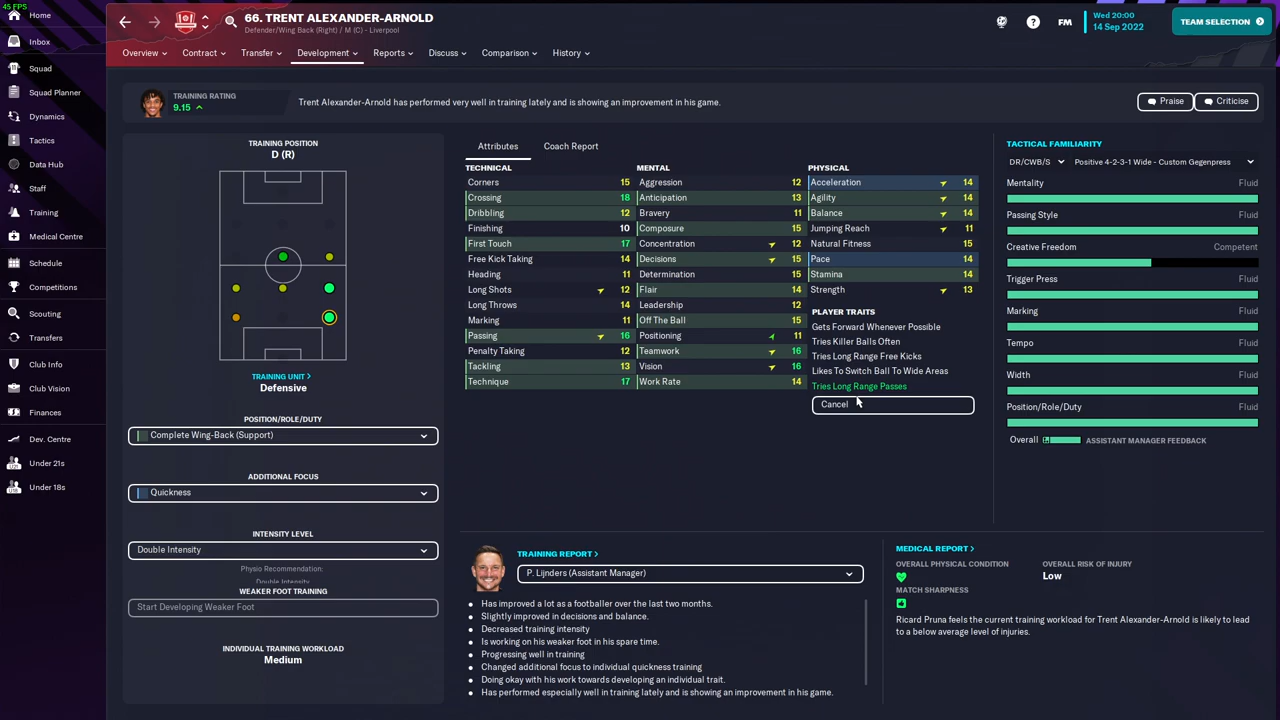 45 FPS
Home
Inbox
Squad
Squad Planner
Dynamics
Tactics
Data Hub
Staff
Training
Medical Centre
Schedule
Competitions
Scouting
Transfers
Club Info
Club Vision
Finances
Dev. Centre
Under 21s
Under 18s
66. TRENT ALEXANDER-ARNOLD
Defender/Wing Back (Right) / M (C) - Liverpool
FM
Wed 20:00
14 Sep 2022
TEAM SELECTION
Overview
Contract
Transfer
Development
Reports
Discuss
Comparison
History
TRAINING RATING
9.15
Trent Alexander-Arnold has performed very well in training lately and is showing an improvement in his game.
Praise
Criticise
TRAINING POSITION
D (R)
TRAINING UNIT >
Defensive
POSITION/ROLE/DUTY
Complete Wing-Back (Support)
ADDITIONAL FOCUS
Quickness
INTENSITY LEVEL
Double Intensity
Physio Recommendation:
Double Intensity
WEAKER FOOT TRAINING
Start Developing Weaker Foot
INDIVIDUAL TRAINING WORKLOAD
Medium
Attributes
Coach Report
TECHNICAL
Corners 15
Crossing 18
Dribbling 12
Finishing 10
First Touch 17
Free Kick Taking 14
Heading 11
Long Shots 12
Long Throws 14
Marking 11
Passing 16
Penalty Taking 12
Tackling 13
Technique 17
MENTAL
Aggression 12
Anticipation 13
Bravery 11
Composure 15
Concentration 12
Decisions 15
Determination 15
Flair 14
Leadership 12
Off The Ball 15
Positioning 11
Teamwork 16
Vision 16
Work Rate 14
PHYSICAL
Acceleration 14
Agility 14
Balance 14
Jumping Reach 11
Natural Fitness 15
Pace 14
Stamina 14
Strength 13
PLAYER TRAITS
Gets Forward Whenever Possible
Tries Killer Balls Often
Tries Long Range Free Kicks
Likes To Switch Ball To Wide Areas
Tries Long Range Passes
Cancel
TACTICAL FAMILIARITY
DR/CWB/S
Positive 4-2-3-1 Wide - Custom Gegenpress
Mentality Fluid
Passing Style Fluid
Creative Freedom Competent
Trigger Press Fluid
Marking Fluid
Tempo Fluid
Width Fluid
Position/Role/Duty Fluid
Overall
ASSISTANT MANAGER FEEDBACK
TRAINING REPORT >
P. Lijnders (Assistant Manager)
Has improved a lot as a footballer over the last two months.
Slightly improved in decisions and balance.
Decreased training intensity
Is working on his weaker foot in his spare time.
Progressing well in training
Changed additional focus to individual quickness training
Doing okay with his work towards developing an individual trait.
Has performed especially well in training lately and is showing an improvement in his game.
MEDICAL REPORT >
OVERALL PHYSICAL CONDITION
OVERALL RISK OF INJURY
Low
MATCH SHARPNESS
Ricard Pruna feels the current training workload for Trent Alexander-Arnold is likely to
lead to a below average level of injuries.